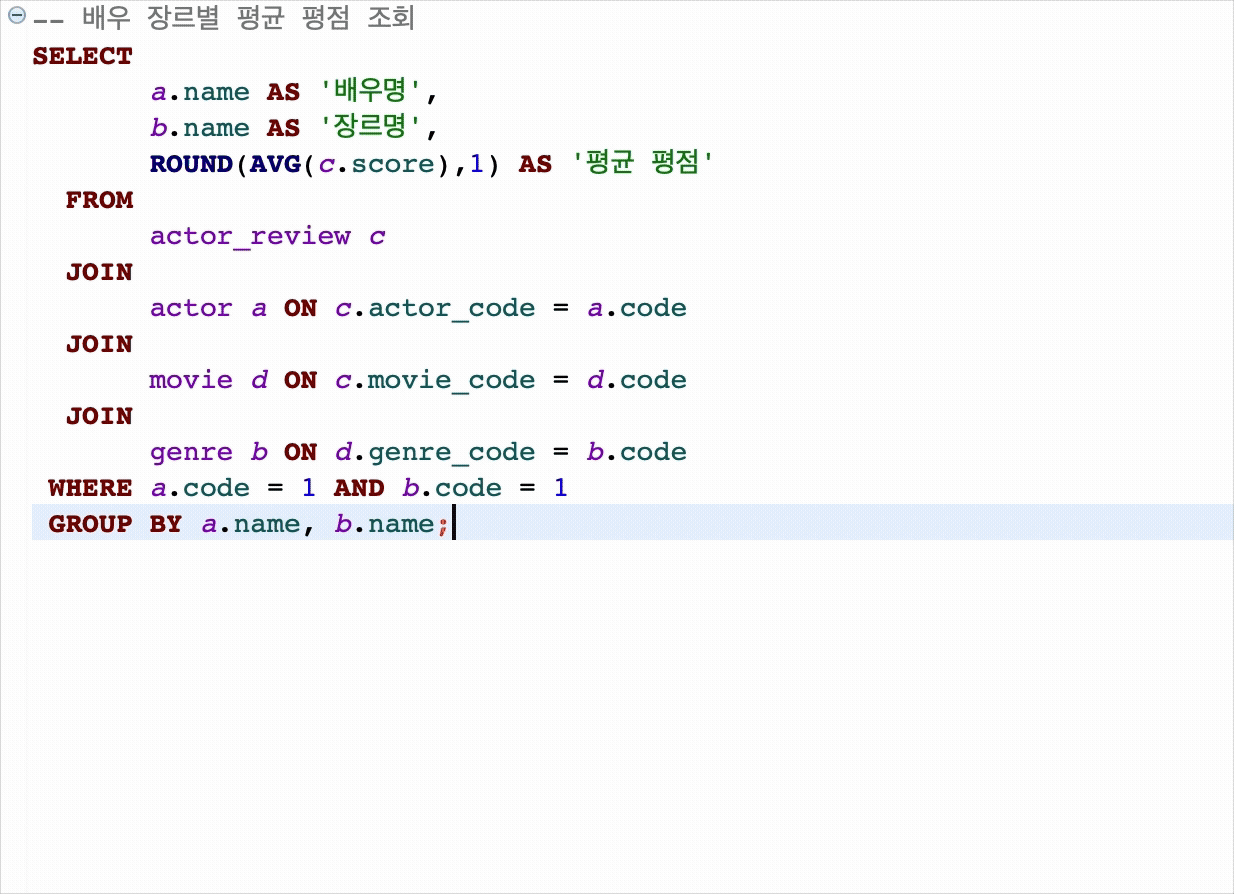 -- 배우 장르별 평균 평점 조회
SELECT
a.name AS '배우명',
b.name AS '장르명',
ROUND(AVG(c.score),1) AS '평균 평점'
FROM
actor_review c
JOIN
actor a ON c.actor_code = a.code
JOIN
movie d ON c.movie_code = d.code
JOIN
genre b ON d.genre_code = b.code
WHERE a.code = 1 AND b.code = 1
GROUP BY a.name, b.name;